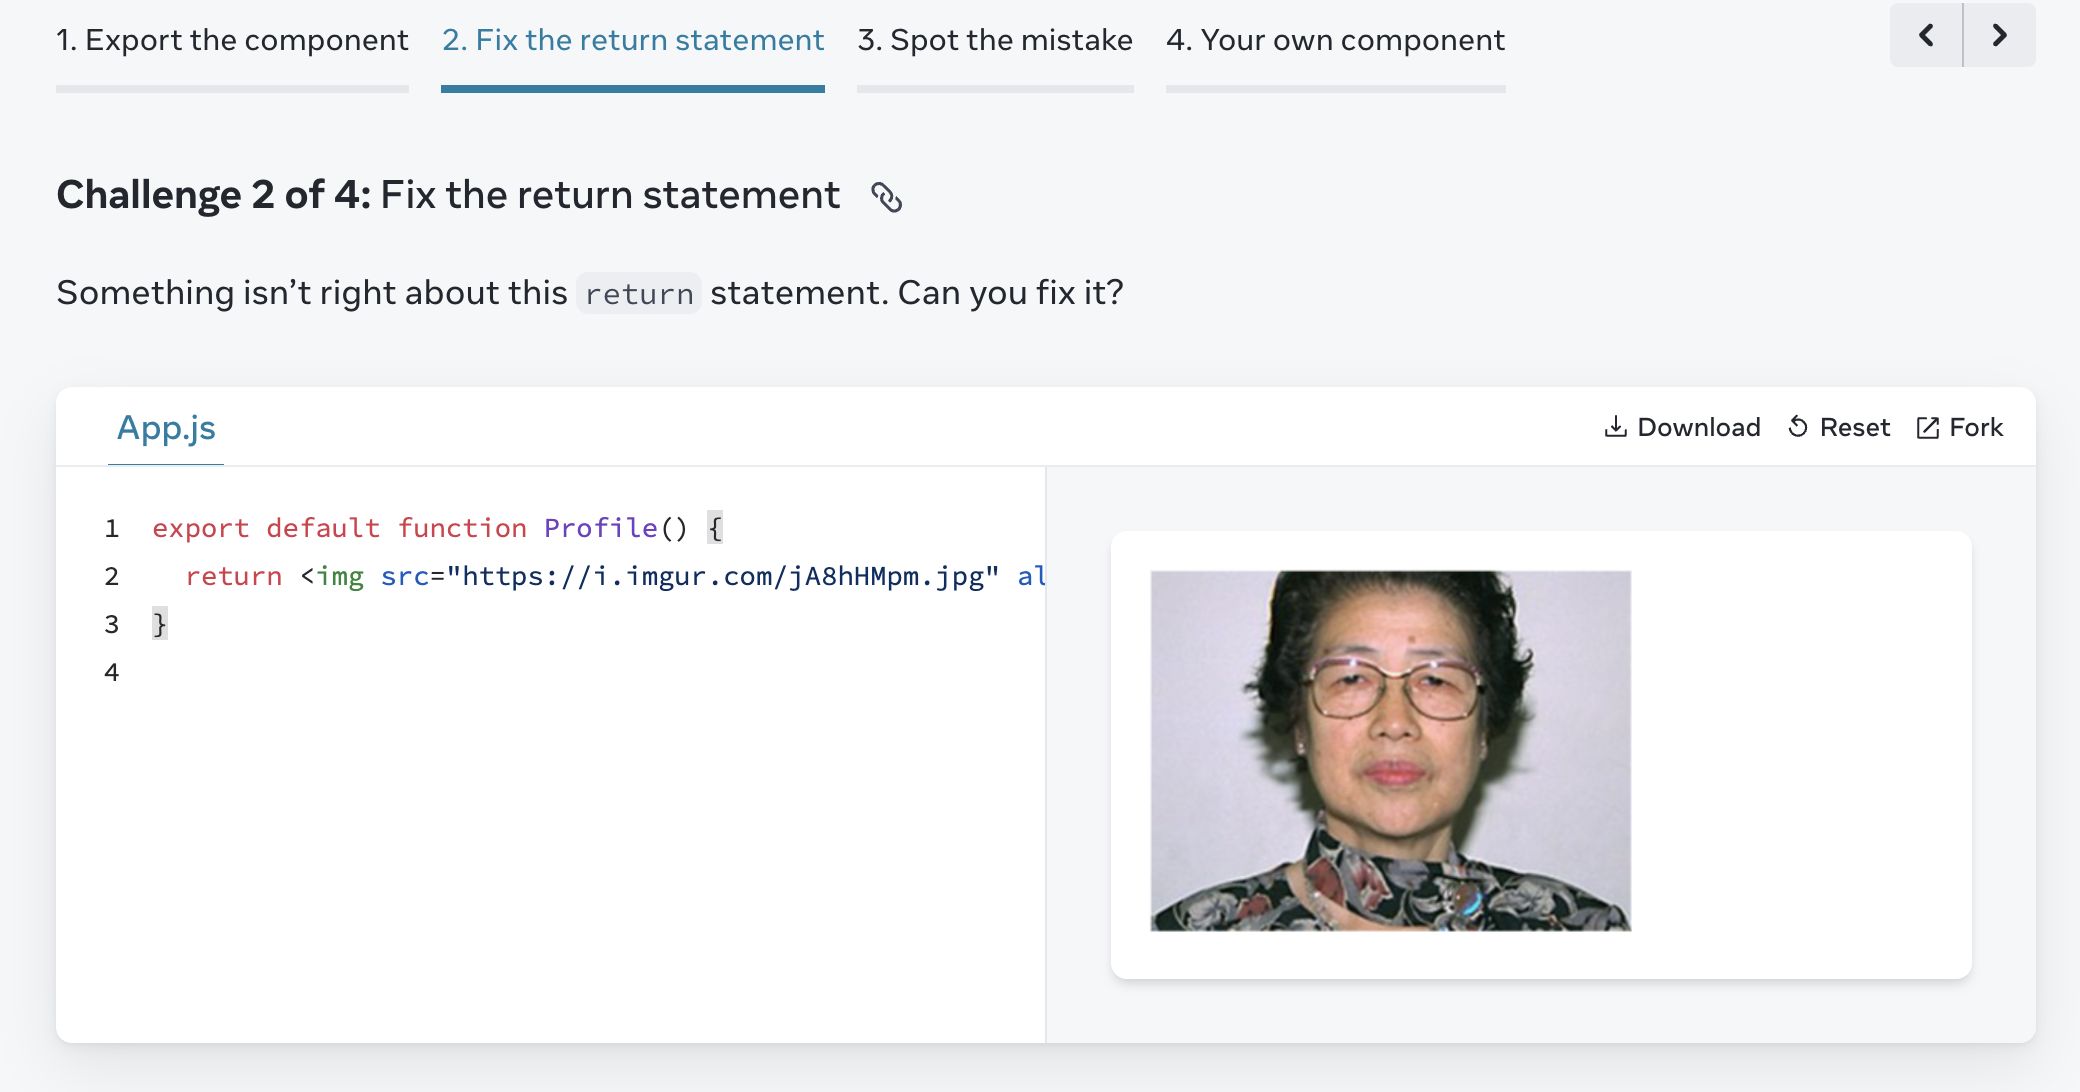 1. Export the component 2. Fix the return statement 3. Spot the mistake 4. Your own component
Challenge 2 of 4: Fix the return statement
Something isn’t right about this return statement. Can you fix it?
App.js Download Reset Fork
1 export default function Profile() {
2 return <img src="https://i.imgur.com/jA8hHMpm.jpg" al
3 }
4